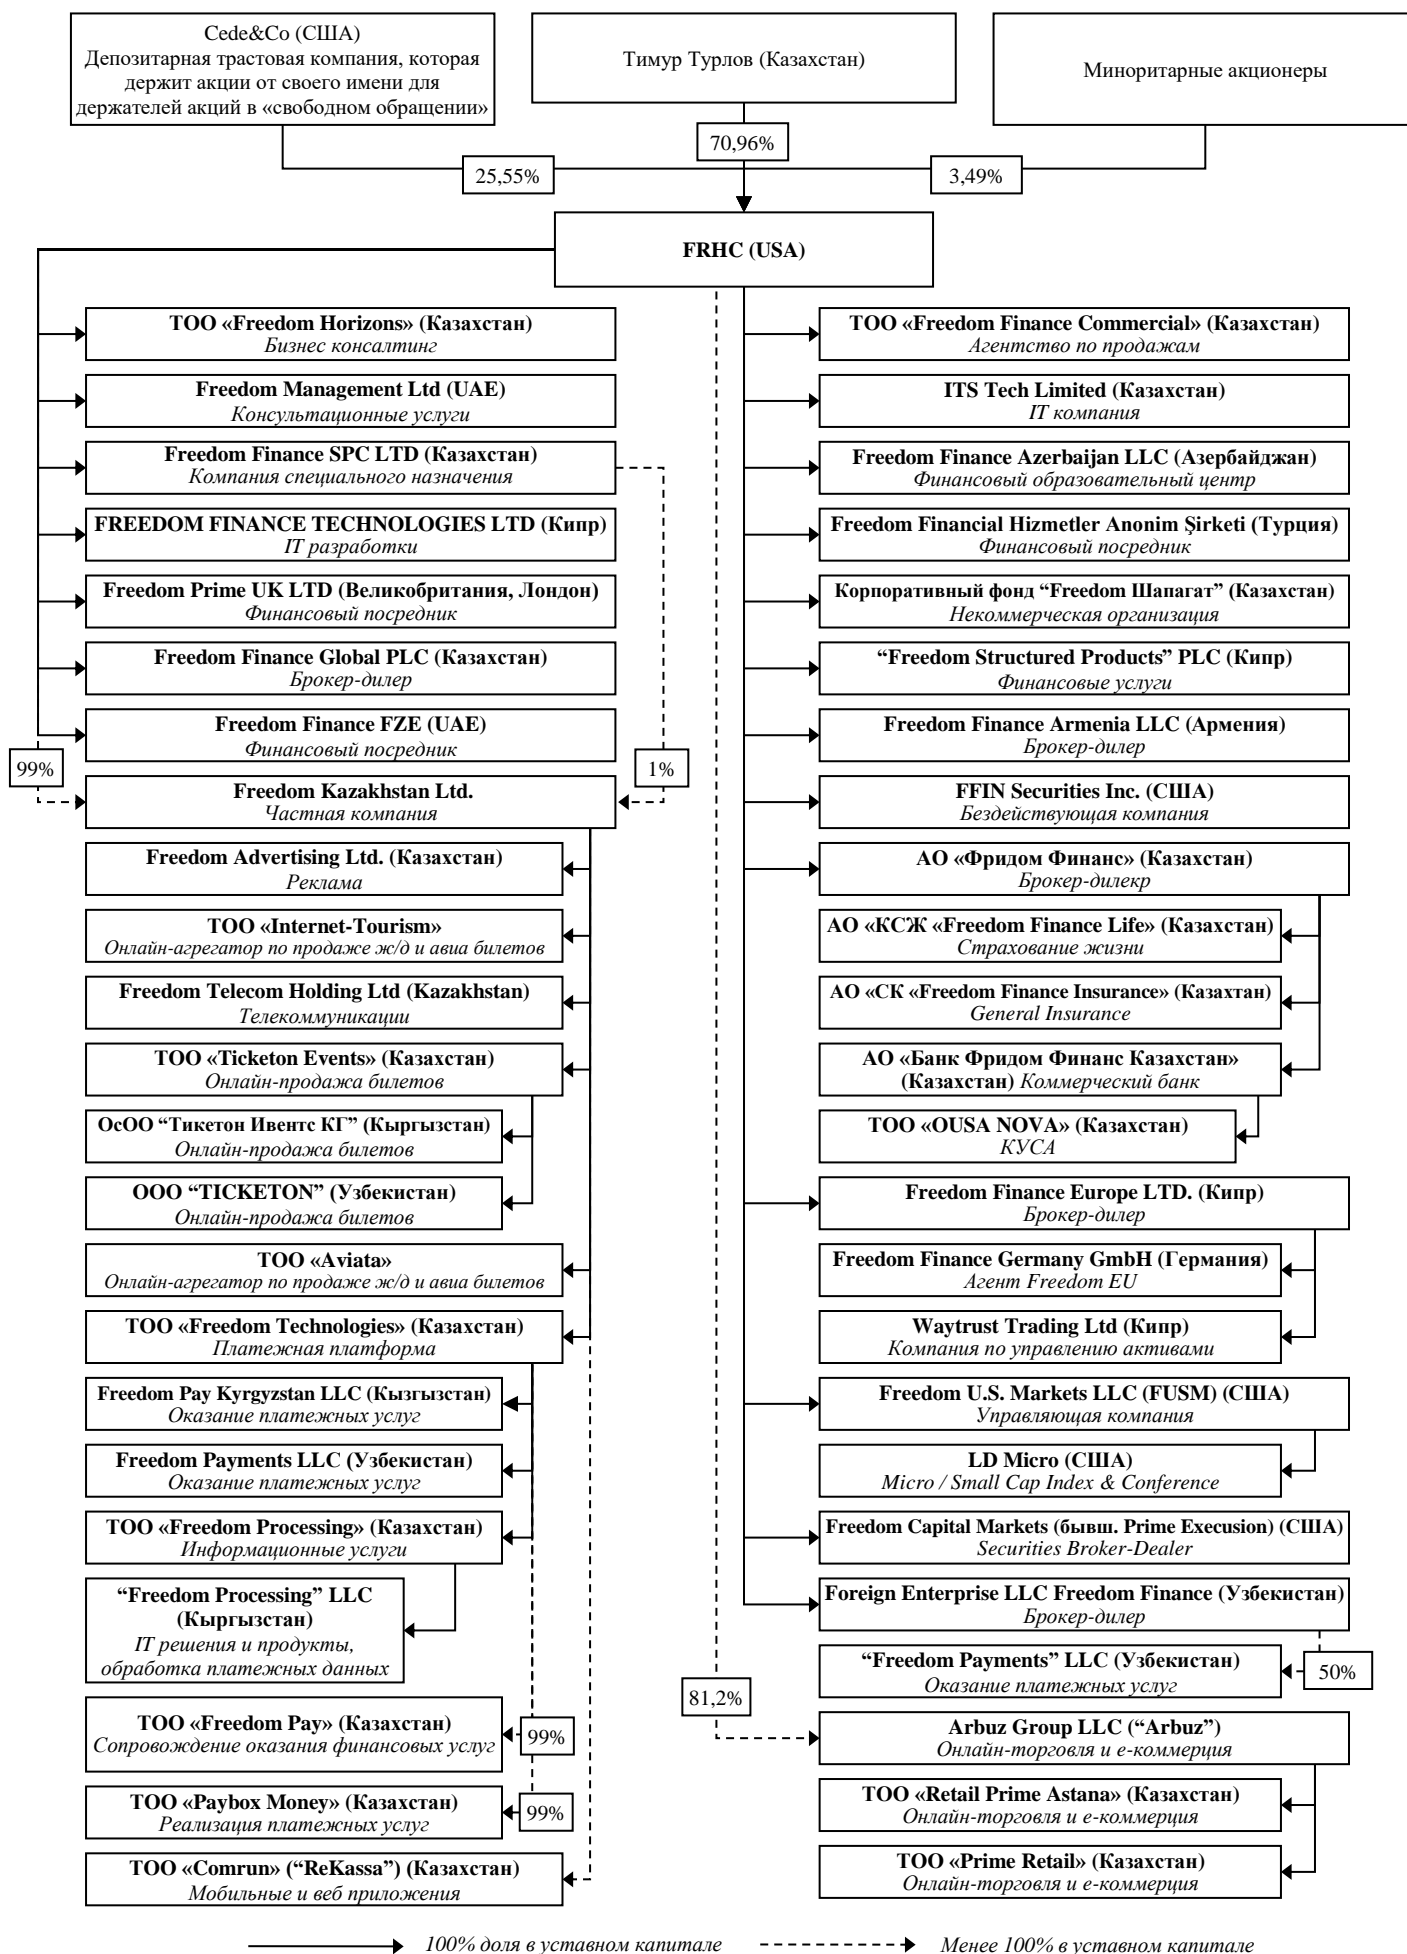 Cede&Co (США)
Депозитарная трастовая компания, которая
держит акции от своего имени для
держателей акций в «свободном обращении»
Тимур Турлов (Казахстан)
Миноритарные акционеры
70,96%
25,55%
3,49%
FRHC (USA)
ТОО «Freedom Horizons» (Казахстан)
Бизнес консалтинг
Freedom Management Ltd (UAE)
Консультационные услуги
Freedom Finance SPC LTD (Казахстан)
Компания специального назначения
FREEDOM FINANCE TECHNOLOGIES LTD (Кипр)
IT разработки
Freedom Prime UK LTD (Великобритания, Лондон)
Финансовый посредник
Freedom Finance Global PLC (Казахстан)
Брокер-дилер
Freedom Finance FZE (UAE)
Финансовый посредник
99%
1%
Freedom Kazakhstan Ltd.
Частная компания
Freedom Advertising Ltd. (Казахстан)
Реклама
ТОО «Internet-Tourism»
Онлайн-агрегатор по продаже ж/д и авиа билетов
Freedom Telecom Holding Ltd (Kazakhstan)
Телекоммуникации
ТОО «Ticketon Events» (Казахстан)
Онлайн-продажа билетов
ОсОО “Тикетон Ивентс КГ” (Кыргызстан)
Онлайн-продажа билетов
ООО “TICKETON” (Узбекистан)
Онлайн-продажа билетов
ТОО «Aviata»
Онлайн-агрегатор по продаже ж/д и авиа билетов
ТОО «Freedom Technologies» (Казахстан)
Платежная платформа
Freedom Pay Kyrgyzstan LLC (Кызгызстан)
Оказание платежных услуг
Freedom Payments LLC (Узбекистан)
Оказание платежных услуг
ТОО «Freedom Processing» (Казахстан)
Информационные услуги
“Freedom Processing” LLC
(Кыргызстан)
IT решения и продукты,
обработка платежных данных
ТОО «Freedom Pay» (Казахстан)
Сопровождение оказания финансовых услуг
99%
ТОО «Paybox Money» (Казахстан)
Реализация платежных услуг
99%
ТОО «Comrun» (“ReKassa”) (Казахстан)
Мобильные и веб приложения
ТОО «Freedom Finance Commercial» (Казахстан)
Агентство по продажам
ITS Tech Limited (Казахстан)
IT компания
Freedom Finance Azerbaijan LLC (Азербайджан)
Финансовый образовательный центр
Freedom Financial Hizmetler Anonim Şirketi (Турция)
Финансовый посредник
Корпоративный фонд “Freedom Шапагат” (Казахстан)
Некоммерческая организация
“Freedom Structured Products” PLC (Кипр)
Финансовые услуги
Freedom Finance Armenia LLC (Армения)
Брокер-дилер
FFIN Securities Inc. (США)
Бездействующая компания
АО «Фридом Финанс» (Казахстан)
Брокер-дилекр
АО «КСЖ «Freedom Finance Life» (Казахстан)
Страхование жизни
АО «СК «Freedom Finance Insurance» (Казахтан)
General Insurance
АО «Банк Фридом Финанс Казахстан»
(Казахстан) Коммерческий банк
ТОО «OUSA NOVA» (Казахстан)
КУСА
Freedom Finance Europe LTD. (Кипр)
Брокер-дилер
Freedom Finance Germany GmbH (Германия)
Агент Freedom EU
Waytrust Trading Ltd (Кипр)
Компания по управлению активами
Freedom U.S. Markets LLC (FUSM) (США)
Управляющая компания
LD Micro (США)
Micro / Small Cap Index & Conference
Freedom Capital Markets (бывш. Prime Execusion) (США)
Securities Broker-Dealer
Foreign Enterprise LLC Freedom Finance (Узбекистан)
Брокер-дилер
“Freedom Payments” LLC (Узбекистан)
Оказание платежных услуг
50%
81,2%
Arbuz Group LLC (“Arbuz”)
Онлайн-торговля и е-коммерция
ТОО «Retail Prime Astana» (Казахстан)
Онлайн-торговля и е-коммерция
ТОО «Prime Retail» (Казахстан)
Онлайн-торговля и е-коммерция
100% доля в уставном капитале
Менее 100% в уставном капитале